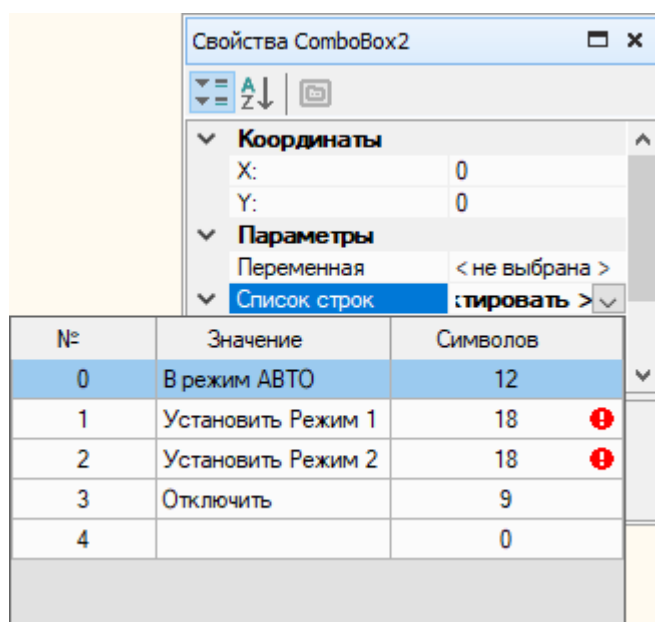 Свойства ComboBox2
Координаты
X: 0
Y: 0
Параметры
Переменная < не выбрана >
Список строк ктировать >
№ Значение Символов
0 В режим АВТО 12
1 Установить Режим 1 18
2 Установить Режим 2 18
3 Отключить 9
4 0